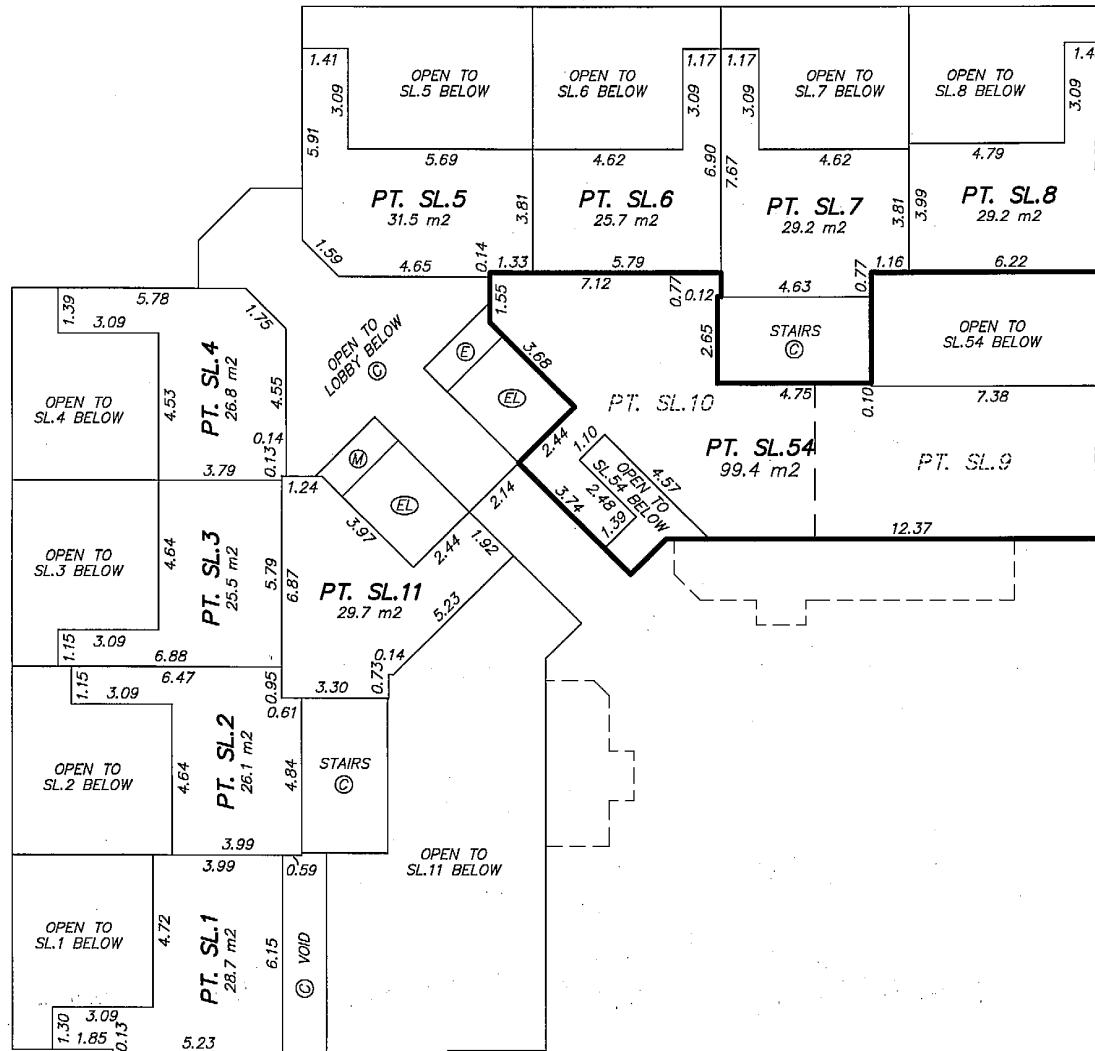 1.41
OPEN TO
SL.5 BELOW
3.09
5.91
5.69
PT. SL.5
31.5 m2
3.81
1.59
4.65
0.14
1.33
OPEN TO
SL.6 BELOW
1.17
3.09
4.62
6.90
PT. SL.6
25.7 m2
5.79
1.17
3.09
OPEN TO
SL.7 BELOW
4.62
7.67
PT. SL.7
29.2 m2
3.81
4.63
OPEN TO
SL.8 BELOW
1.4
3.09
4.79
3.99
PT. SL.8
29.2 m2
1.16
6.22
7.12
0.77
0.12
0.77
1.55
2.65
STAIRS
C
OPEN TO
SL.54 BELOW
4.75
0.10
7.38
3.68
E
EL
OPEN TO
LOBBY BELOW
C
PT. SL.10
PT. SL.54
99.4 m2
PT. SL.9
2.44
1.10
OPEN TO
SL.54 BELOW
4.57
2.48
1.39
3.74
12.37
5.78
1.39
3.09
1.75
OPEN TO
SL.4 BELOW
4.53
PT. SL.4
26.8 m2
4.55
0.14
0.13
3.79
1.24
M
EL
3.97
2.14
2.44
1.92
OPEN TO
SL.3 BELOW
4.64
PT. SL.3
25.5 m2
5.79
6.87
1.15
3.09
6.88
PT. SL.11
29.7 m2
5.23
0.14
0.73
3.30
6.47
1.15
3.09
0.95
0.61
OPEN TO
SL.2 BELOW
4.64
PT. SL.2
26.1 m2
4.84
3.99
STAIRS
C
OPEN TO
SL.11 BELOW
3.99
0.59
OPEN TO
SL.1 BELOW
4.72
PT. SL.1
28.7 m2
6.15
C VOID
1.30
3.09
1.85
0.13
5.23